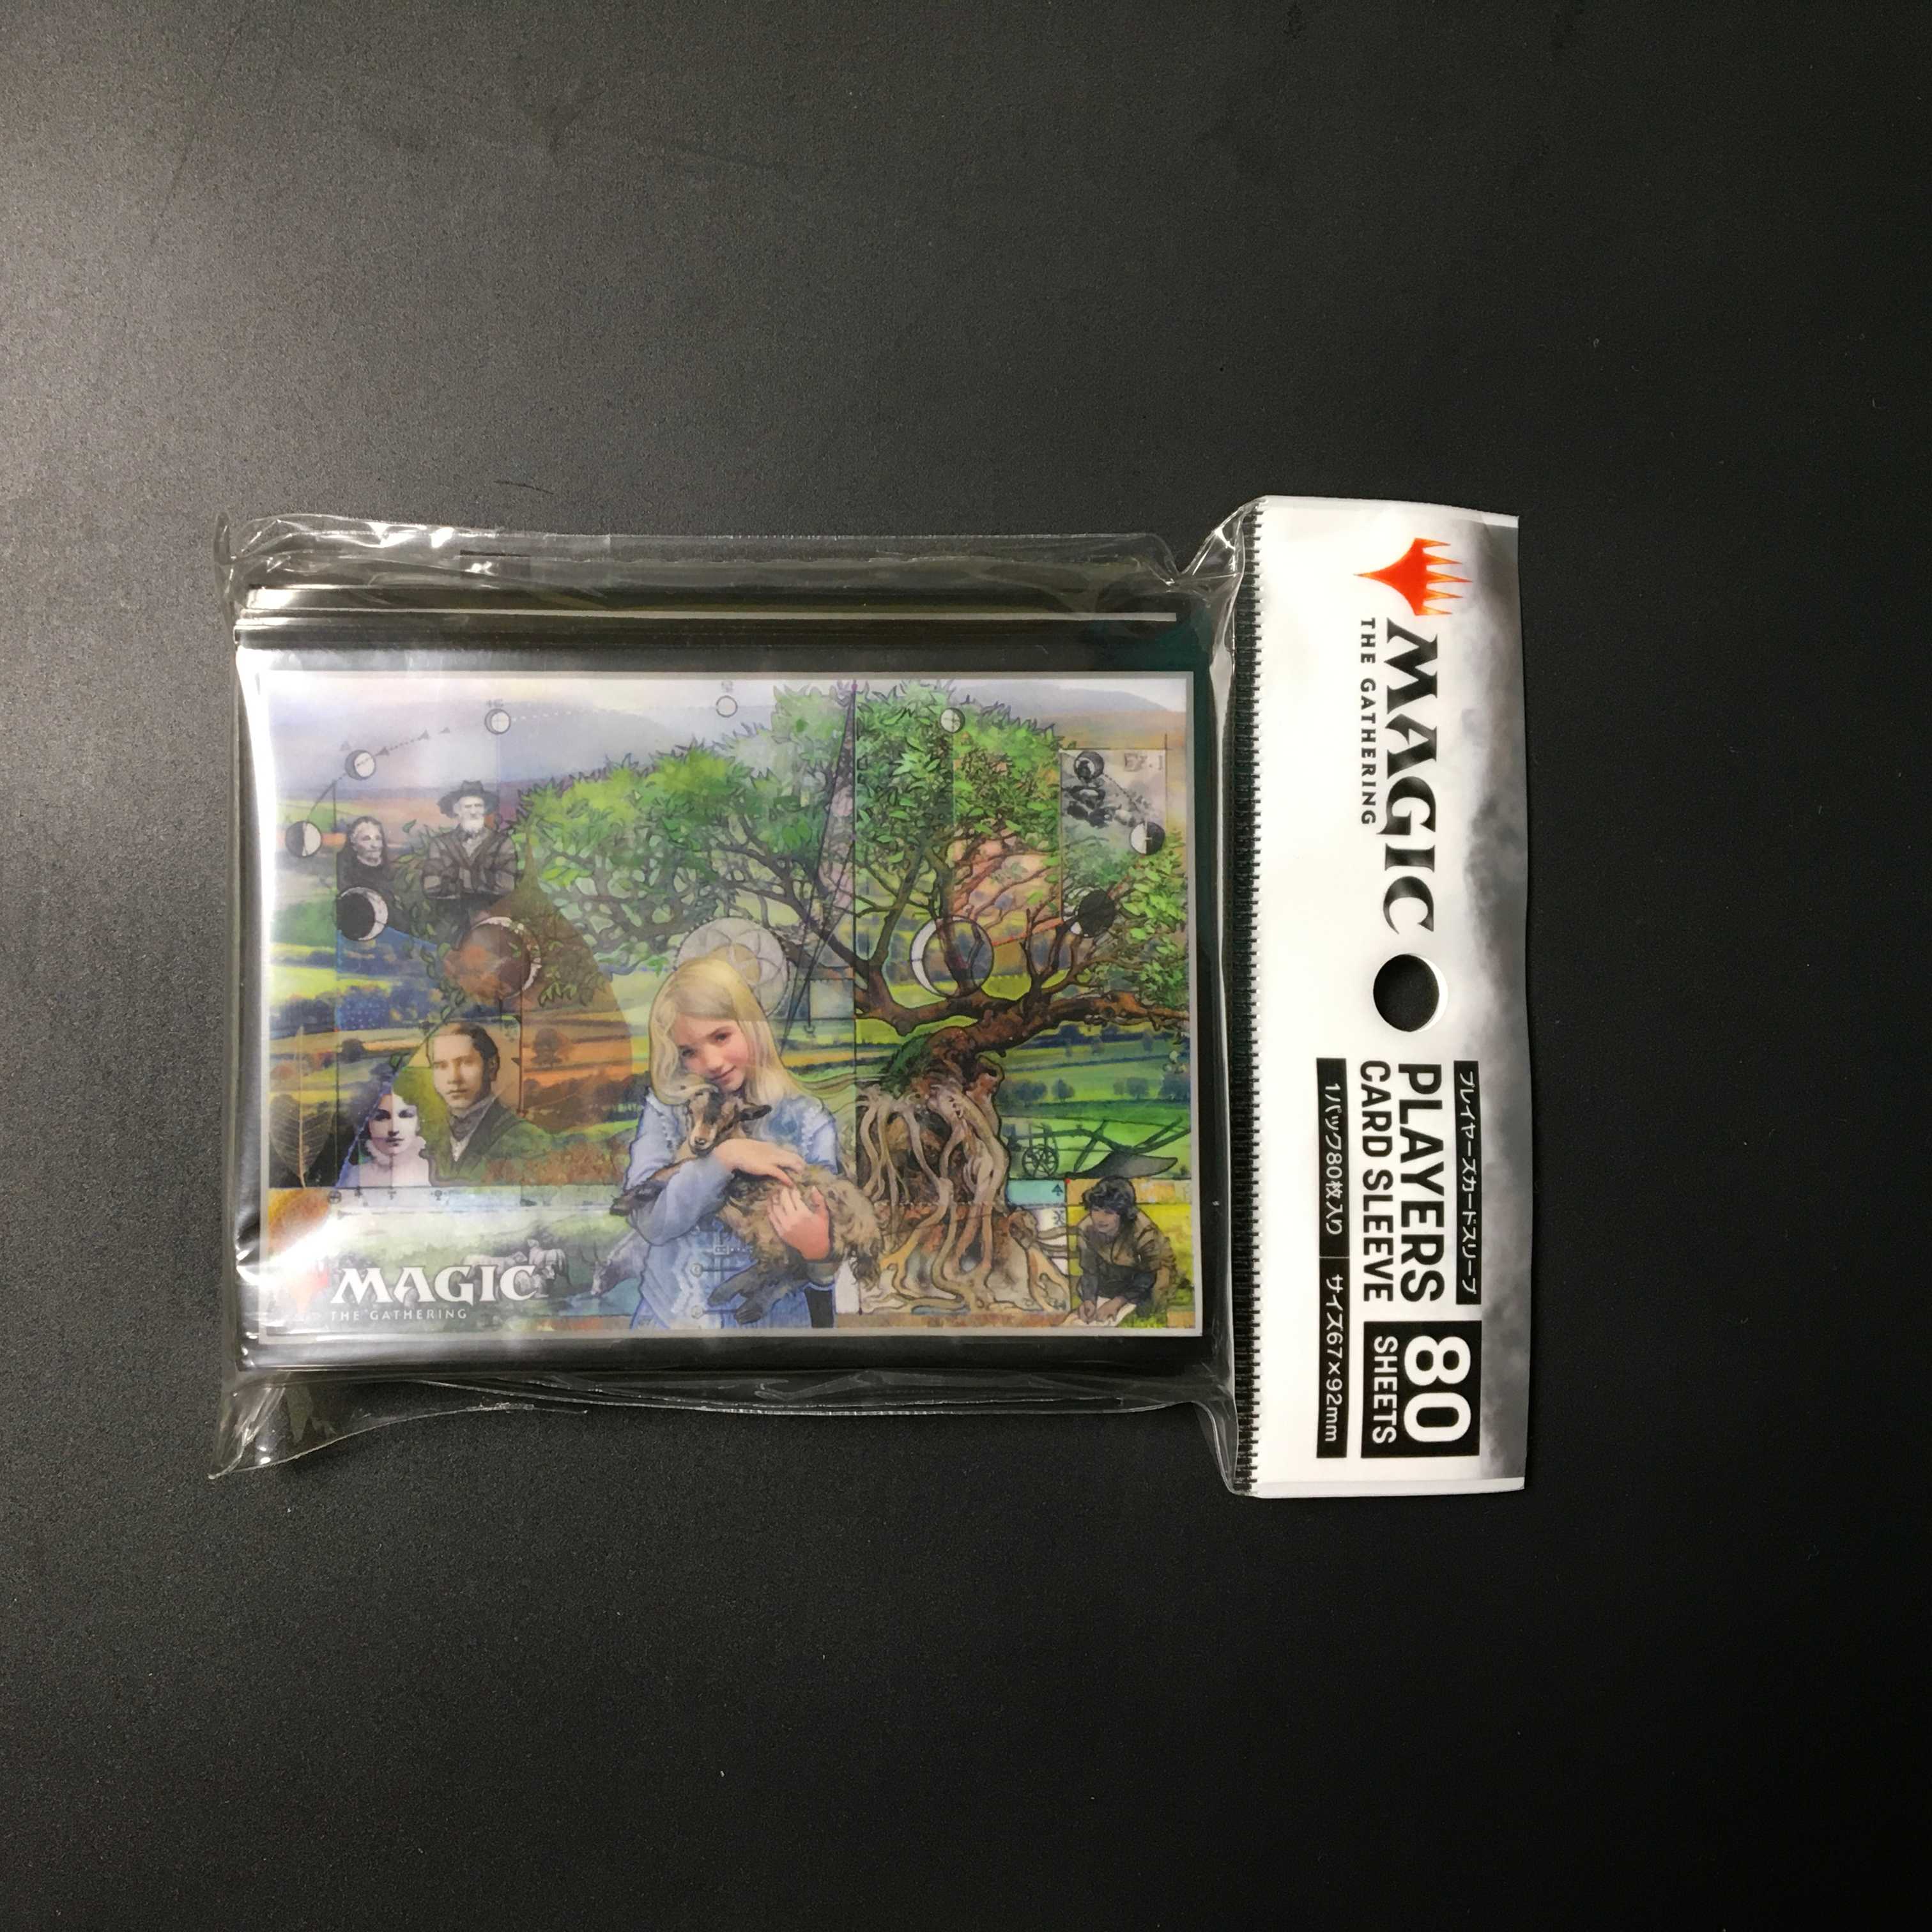 MAGIC
THE GATHERING
プレイヤーズカードスリーブ
PLAYERS
CARD SLEEVE
1パック80枚入り
サイズ67×92mm
80
SHEETS
MAGIC
THE GATHERING